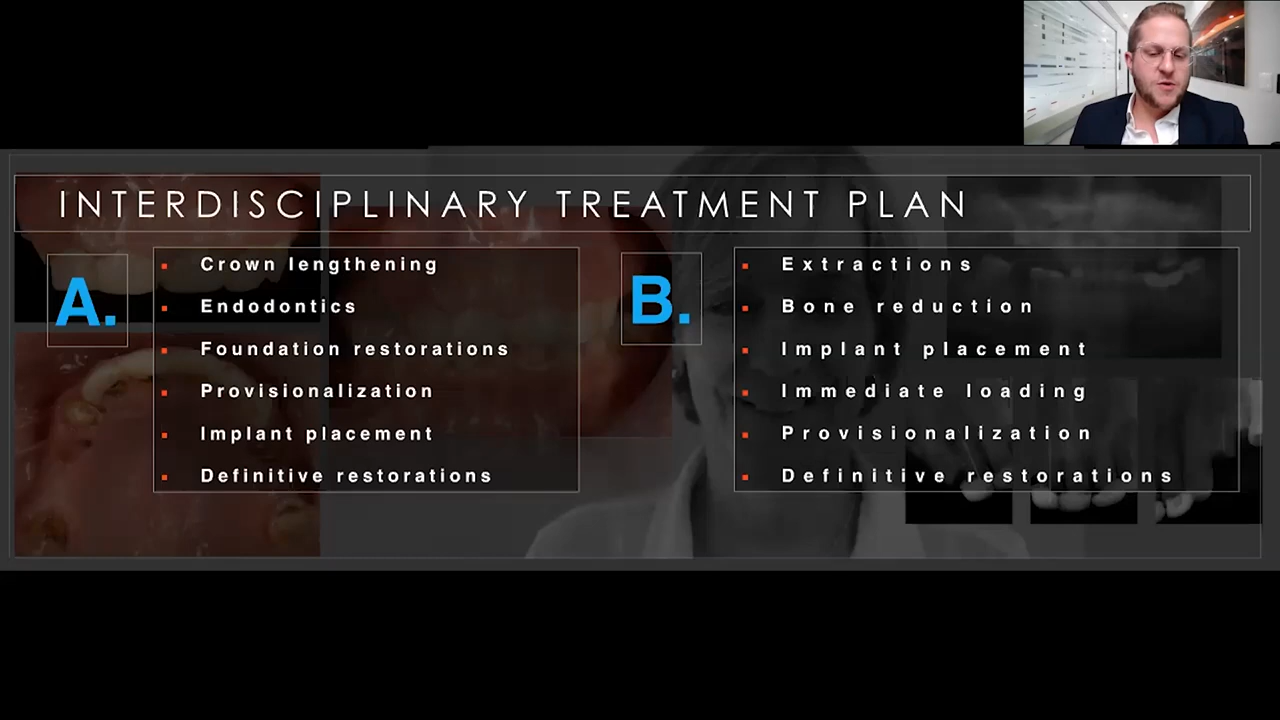 INTERDISCIPLINARY TREATMENT PLAN
A.
Crown lengthening
Endodontics
Foundation restorations
Provisionalization
Implant placement
Definitive restorations
B.
Extractions
Bone reduction
Implant placement
Immediate loading
Provisionalization
Definitive restorations